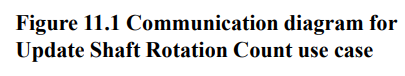 Figure 11.1 Communication diagram for
Update Shaft Rotation Count use case